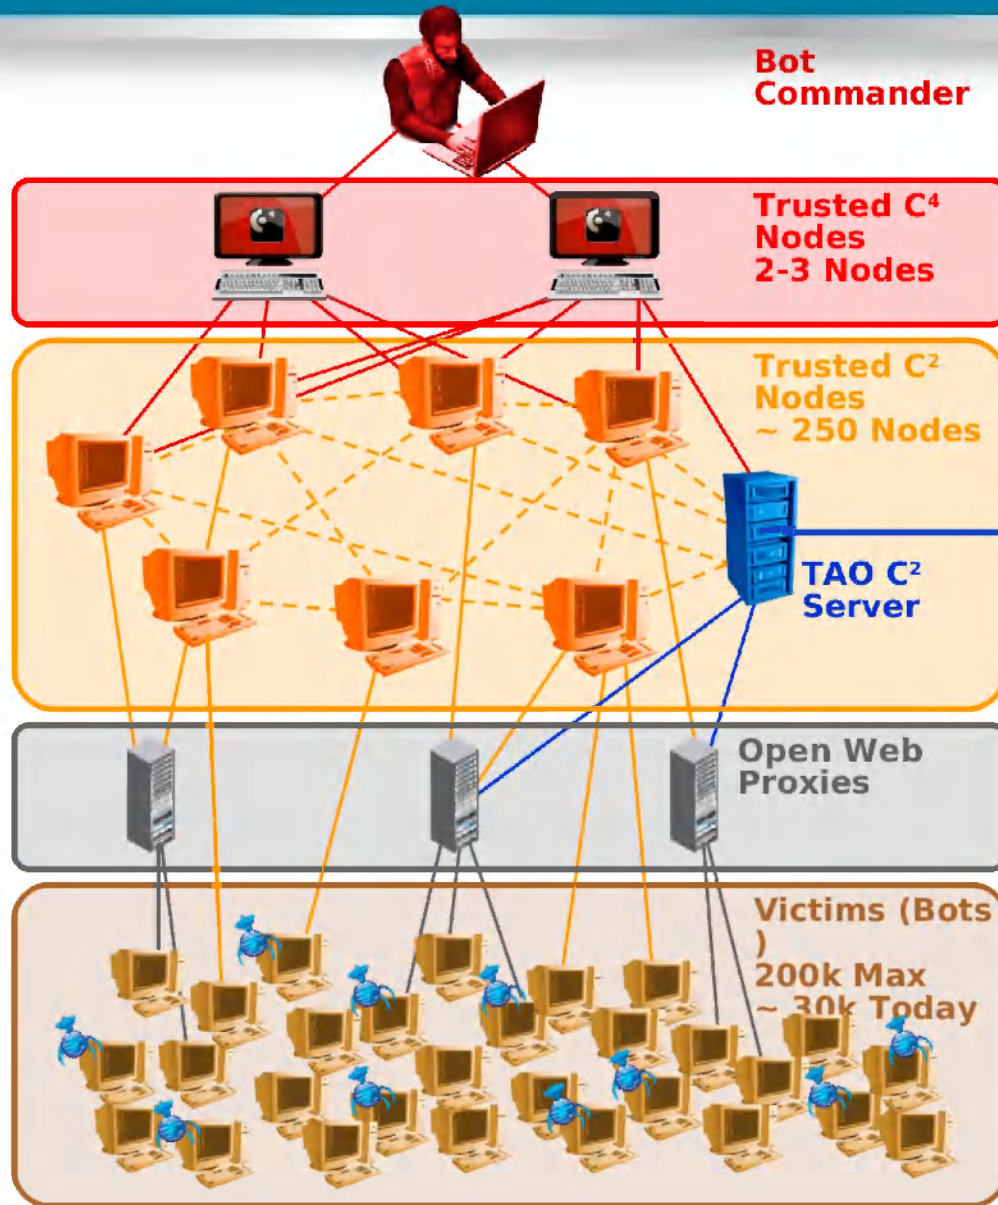 Bot
Commander
Trusted C⁴
Nodes
2-3 Nodes
Trusted C²
Nodes
~ 250 Nodes
TAO C²
Server
Open Web
Proxies
Victims (Bots
)
200k Max
~ 30k Today